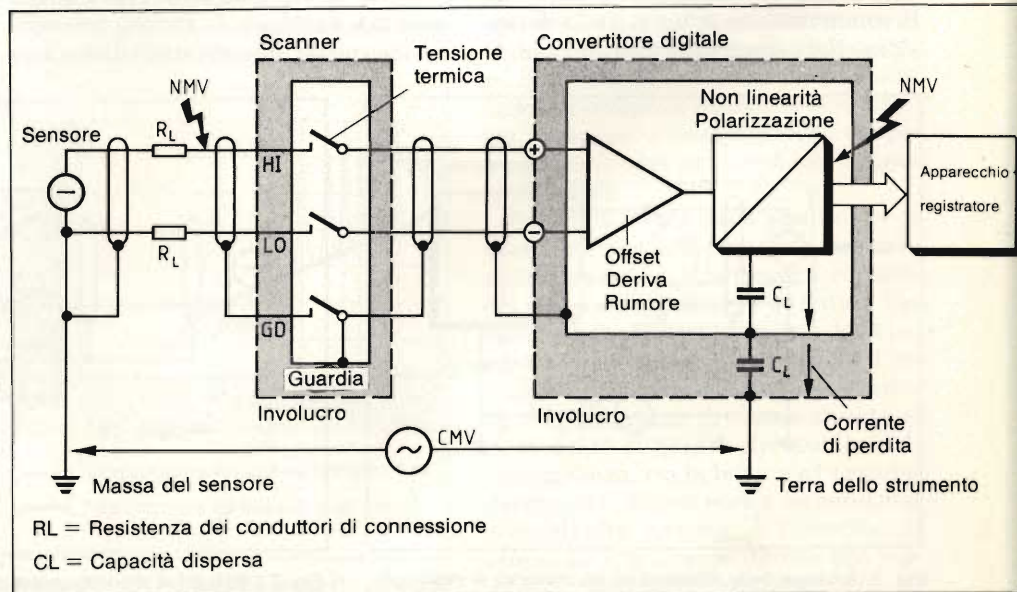 Scanner
Tensione
termica
Convertitore digitale
NMV
Non linearità
Polarizzazione
NMV
Sensore
R_L
HI
+
Apparecchio
registratore
R_L
LO
−
Offset
Deriva
Rumore
C_L
GD
C_L
Guardia
Involucro
Involucro
Corrente
di perdita
CMV
Massa del sensore
Terra dello strumento
RL = Resistenza dei conduttori di connessione
CL = Capacità dispersa